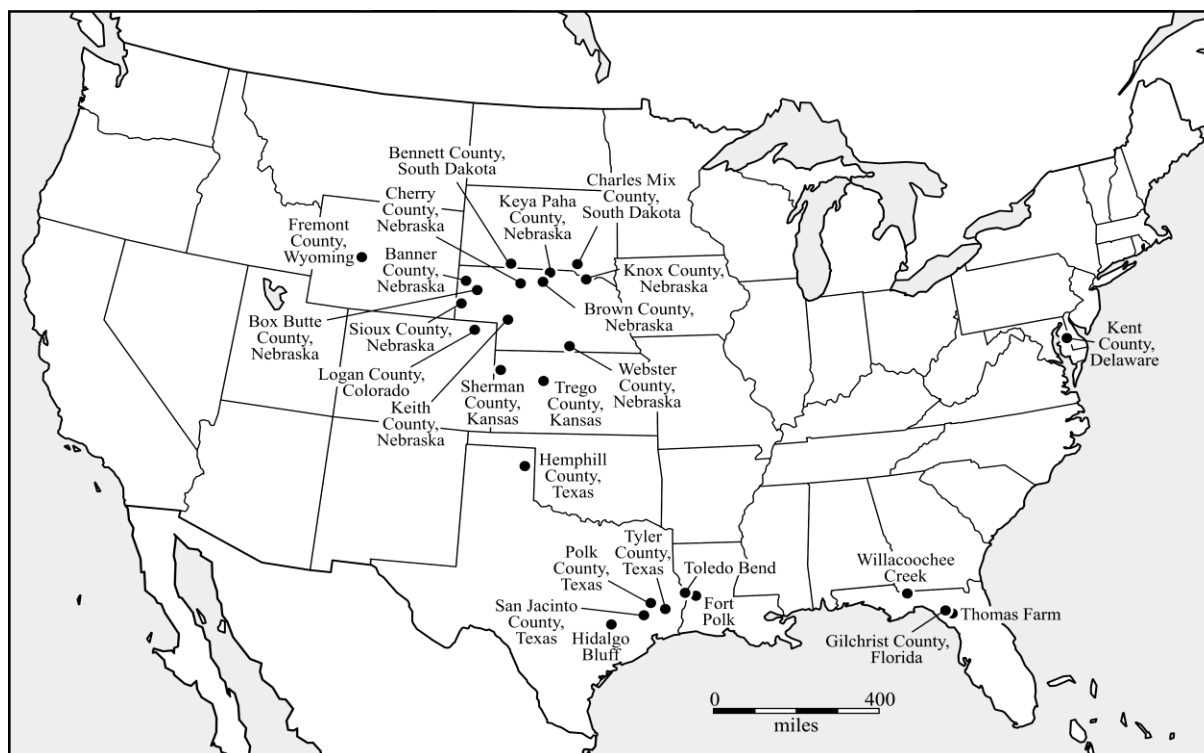 Bennett County,
South Dakota
Cherry
County,
Nebraska
Keya Paha
County,
Nebraska
Charles Mix
County,
South Dakota
Fremont
County,
Wyoming
Banner
County,
Nebraska
Knox County,
Nebraska
Brown County,
Nebraska
Box Butte
County,
Nebraska
Sioux County,
Nebraska
Kent
County,
Delaware
Logan County,
Colorado
Keith
County,
Nebraska
Sherman
County,
Kansas
Trego
County,
Kansas
Webster
County,
Nebraska
Hemphill
County,
Texas
Tyler
County,
Texas
Polk
County,
Texas
Toledo Bend
Willacoochee
Creek
San Jacinto
County,
Texas
Hidalgo
Bluff
Fort
Polk
Thomas Farm
Gilchrist County,
Florida
0 400
miles